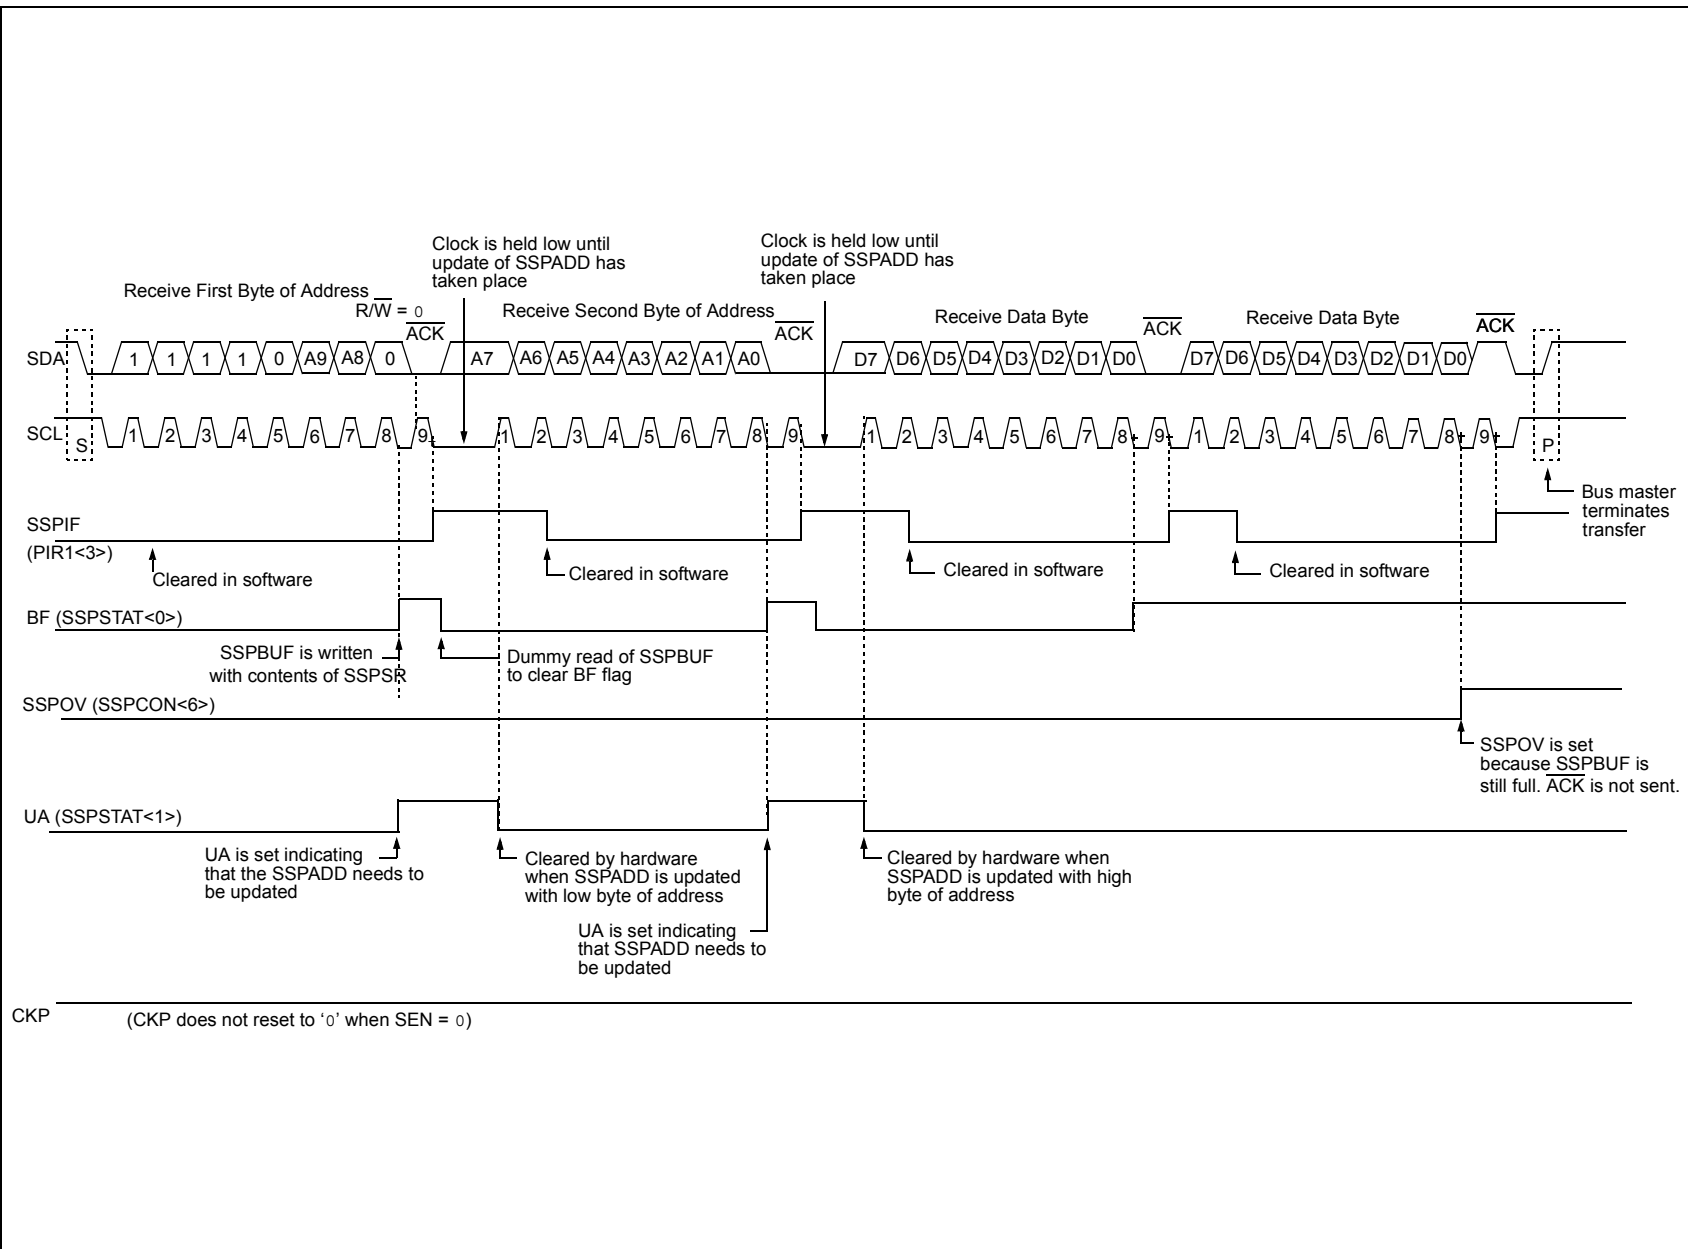 Clock is held low until
update of SSPADD has
taken place
Clock is held low until
update of SSPADD has
taken place
Receive First Byte of Address
R/W̅ = 0
Receive Second Byte of Address
Receive Data Byte
Receive Data Byte
A̅C̅K̅
A̅C̅K̅
A̅C̅K̅
A̅C̅K̅
SDA
1 1 1 1 0 A9 A8 0
A7 A6 A5 A4 A3 A2 A1 A0
D7 D6 D5 D4 D3 D2 D1 D0
D7 D6 D5 D4 D3 D2 D1 D0
SCL
S
1 2 3 4 5 6 7 8 9
1 2 3 4 5 6 7 8 9
1 2 3 4 5 6 7 8 9
1 2 3 4 5 6 7 8 9
P
Bus master
terminates
transfer
SSPIF
(PIR1<3>)
Cleared in software
Cleared in software
Cleared in software
Cleared in software
BF (SSPSTAT<0>)
SSPBUF is written
with contents of SSPSR
Dummy read of SSPBUF
to clear BF flag
SSPOV (SSPCON<6>)
SSPOV is set
because SSPBUF is
still full. A̅C̅K̅ is not sent.
UA (SSPSTAT<1>)
UA is set indicating
that the SSPADD needs to
be updated
Cleared by hardware
when SSPADD is updated
with low byte of address
Cleared by hardware when
SSPADD is updated with high
byte of address
UA is set indicating
that SSPADD needs to
be updated
CKP
(CKP does not reset to ‘0’ when SEN = 0)